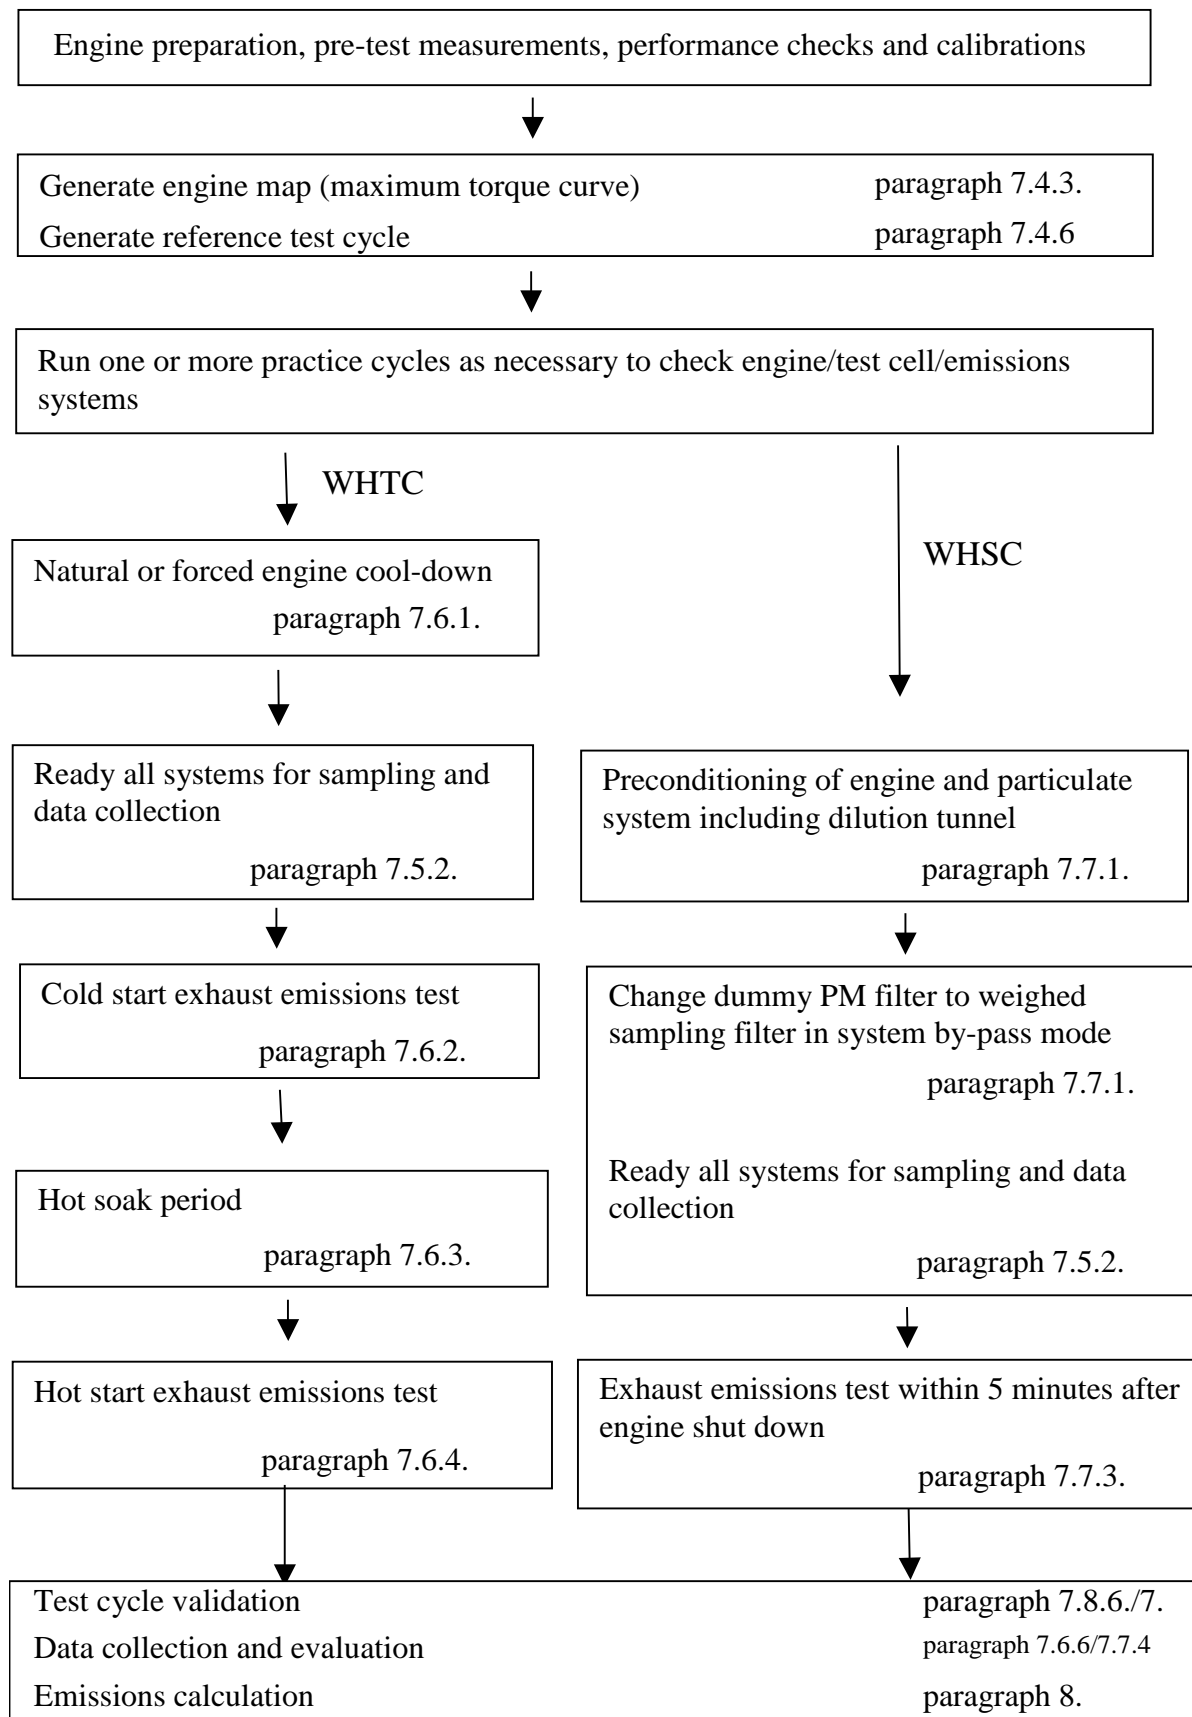 Engine preparation, pre-test measurements, performance checks and calibrations
Generate engine map (maximum torque curve) paragraph 7.4.3.
Generate reference test cycle paragraph 7.4.6
Run one or more practice cycles as necessary to check engine/test cell/emissions
systems
WHTC
Natural or forced engine cool-down
paragraph 7.6.1.
Ready all systems for sampling and
data collection
paragraph 7.5.2.
Cold start exhaust emissions test
paragraph 7.6.2.
Hot soak period
paragraph 7.6.3.
Hot start exhaust emissions test
paragraph 7.6.4.
WHSC
Preconditioning of engine and particulate
system including dilution tunnel
paragraph 7.7.1.
Change dummy PM filter to weighed
sampling filter in system by-pass mode
paragraph 7.7.1.
Ready all systems for sampling and data
collection
paragraph 7.5.2.
Exhaust emissions test within 5 minutes after
engine shut down
paragraph 7.7.3.
Test cycle validation paragraph 7.8.6./7.
Data collection and evaluation paragraph 7.6.6/7.7.4
Emissions calculation paragraph 8.